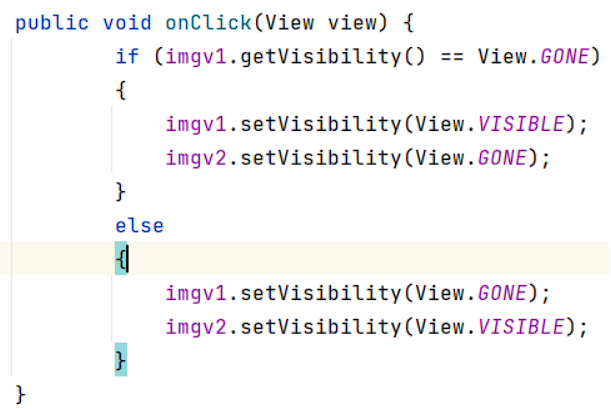 public void onClick(View view) {
if (imgv1.getVisibility() == View.GONE)
{
imgv1.setVisibility(View.VISIBLE);
imgv2.setVisibility(View.GONE);
}
else
{
imgv1.setVisibility(View.GONE);
imgv2.setVisibility(View.VISIBLE);
}
}